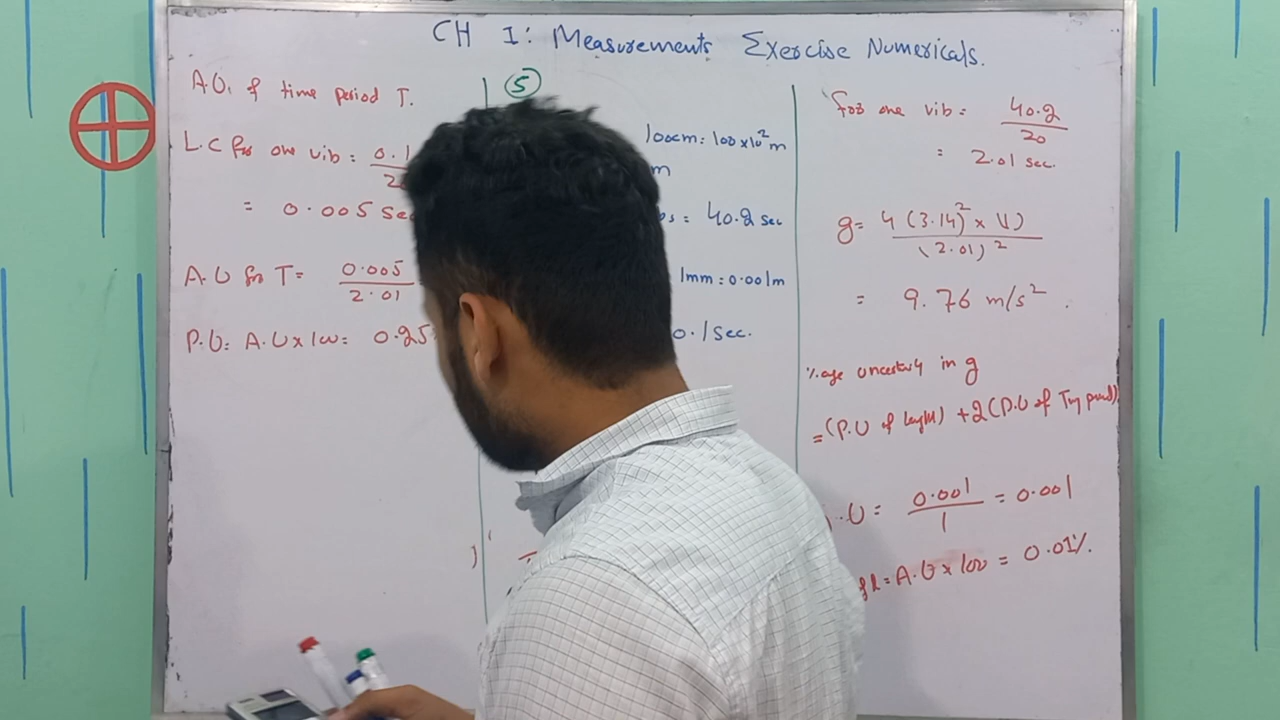 CH 1: Measurements Exercise Numericals.
A.U. of time period T.
L.C for one vib = 0.1
= 0.005 sec
A.U for T = 0.005 / 2.01
P.U = A.U x 100 = 0.25
5
100cm = 100x10² m
m
= 40.2 sec
1mm = 0.001m
0.1 sec.
For one vib = 40.2 / 20
= 2.01 sec.
g = 4 (3.14)² x (1) / (2.01)²
= 9.76 m/s².
%age uncertainty in g
= (P.U of length) + 2 (P.U of Time period)
.U = 0.001 / 1 = 0.001
= A.U x 100 = 0.01%.